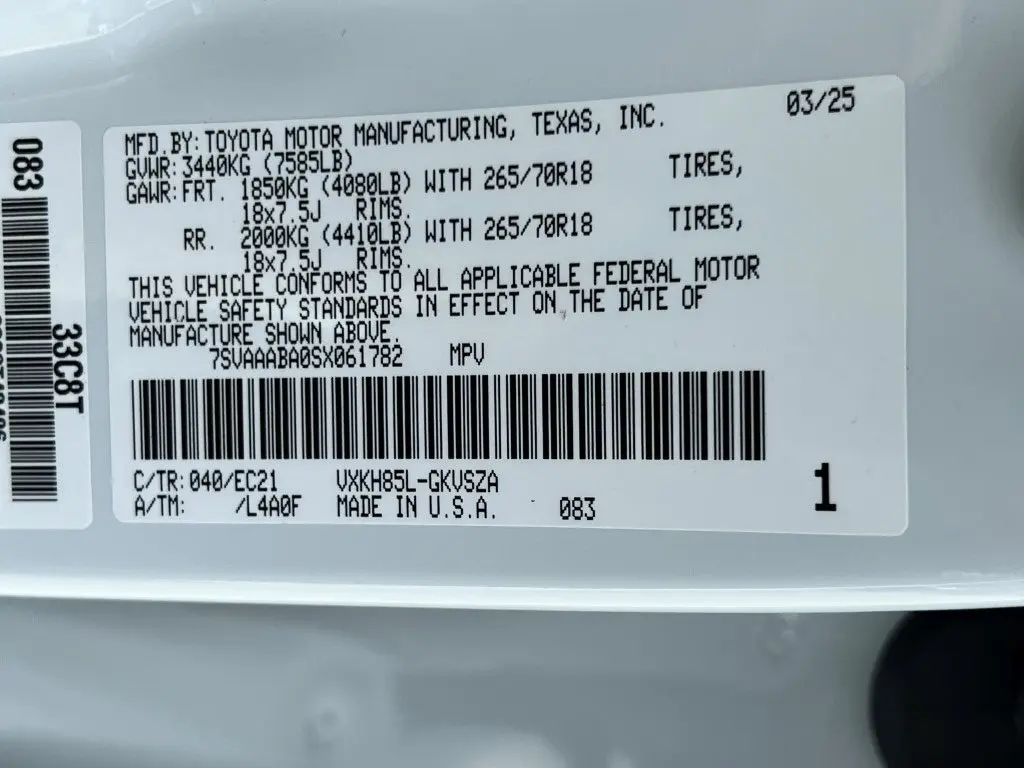 083
33C8T
MFD.BY: TOYOTA MOTOR MANUFACTURING, TEXAS, INC. 03/25
GVWR: 3440KG (7585LB)
GAWR: FRT. 1850KG (4080LB) WITH 265/70R18 TIRES,
18x7.5J RIMS.
RR. 2000KG (4410LB) WITH 265/70R18 TIRES,
18x7.5J RIMS.
THIS VEHICLE CONFORMS TO ALL APPLICABLE FEDERAL MOTOR
VEHICLE SAFETY STANDARDS IN EFFECT ON THE DATE OF
MANUFACTURE SHOWN ABOVE.
7SVAAABA0SX061782 MPV
C/TR: 040/EC21 VXKH85L-GKVSZA
A/TM: /L4A0F MADE IN U.S.A. 083
1